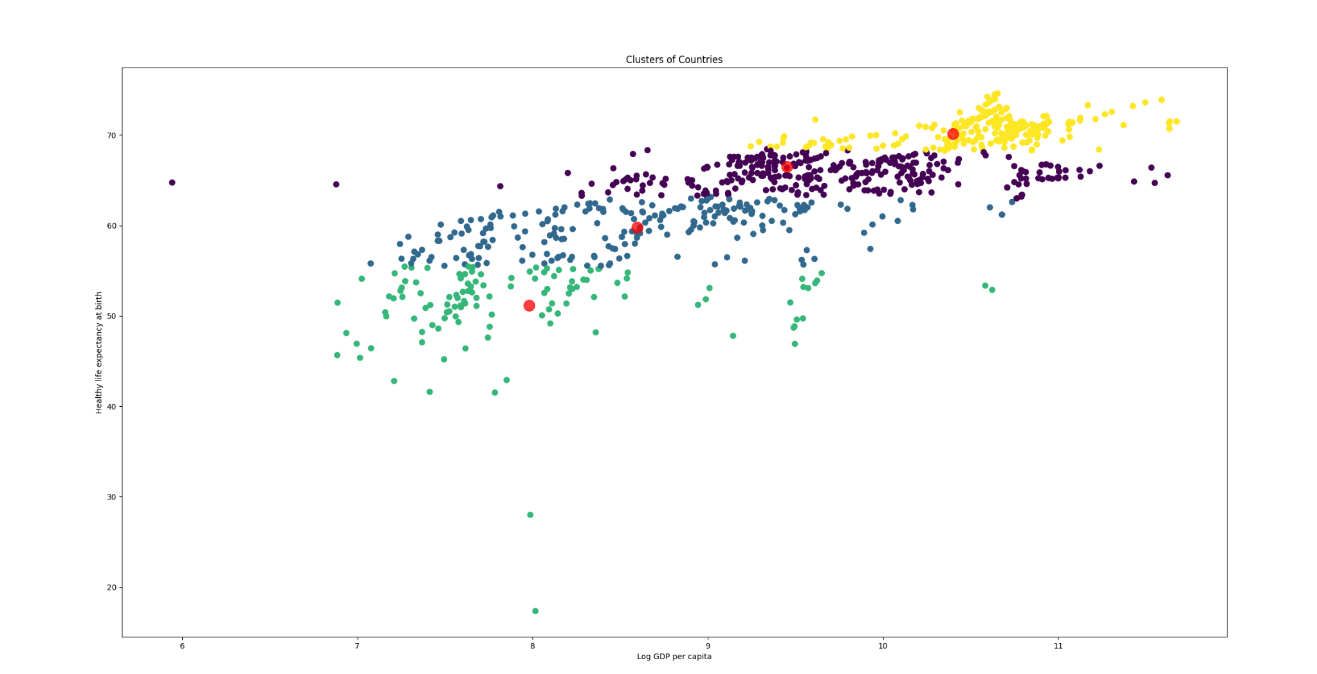 Clusters of Countries
Healthy life expectancy at birth
70
60
50
40
30
20
6 7 8 9 10 11
Log GDP per capita